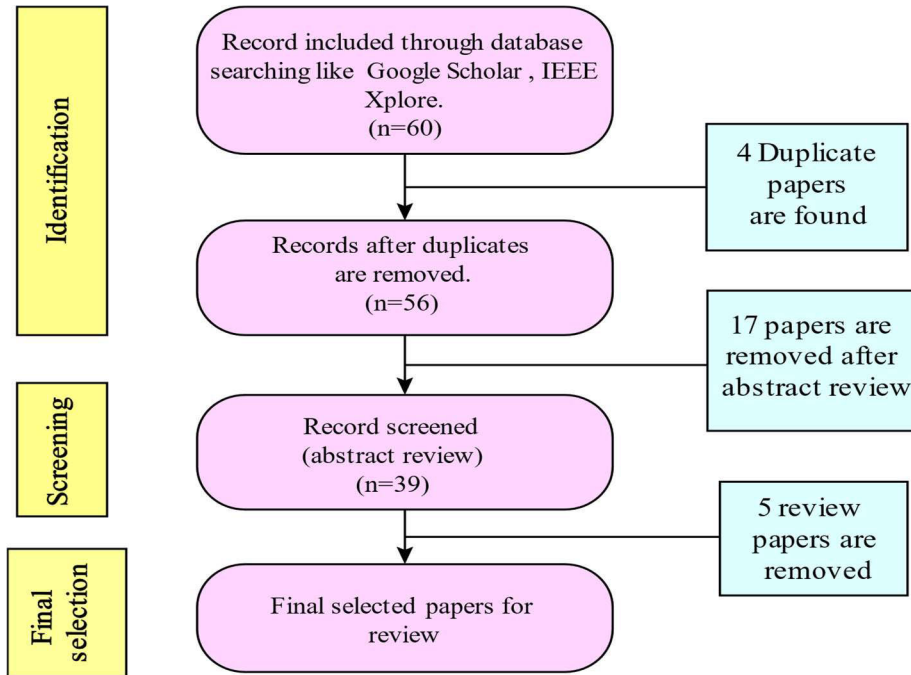 Identification
Record included through database
searching like Google Scholar , IEEE
Xplore.
(n=60)
4 Duplicate
papers
are found
Records after duplicates
are removed.
(n=56)
17 papers are
removed after
abstract review
Screening
Record screened
(abstract review)
(n=39)
5 review
papers are
removed
Final
selection
Final selected papers for
review